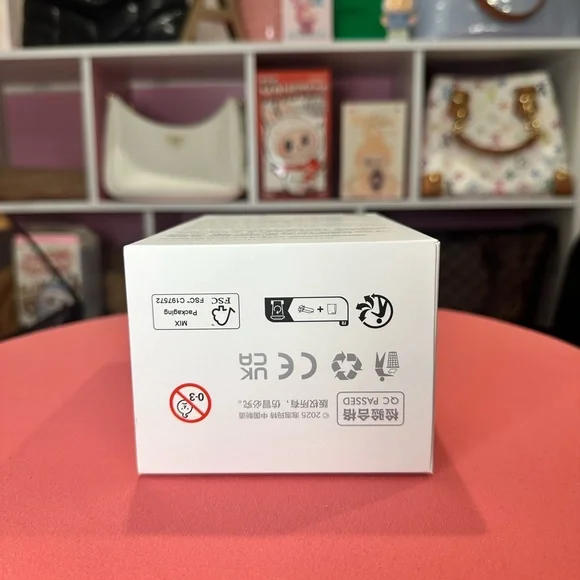 检验合格
QC PASSED
© 2025 泡泡玛特 中国制造
版权所有，仿冒必究。
0-3
CE
UK
CA
FR
FSC
MIX
Packaging
FSC® C197572